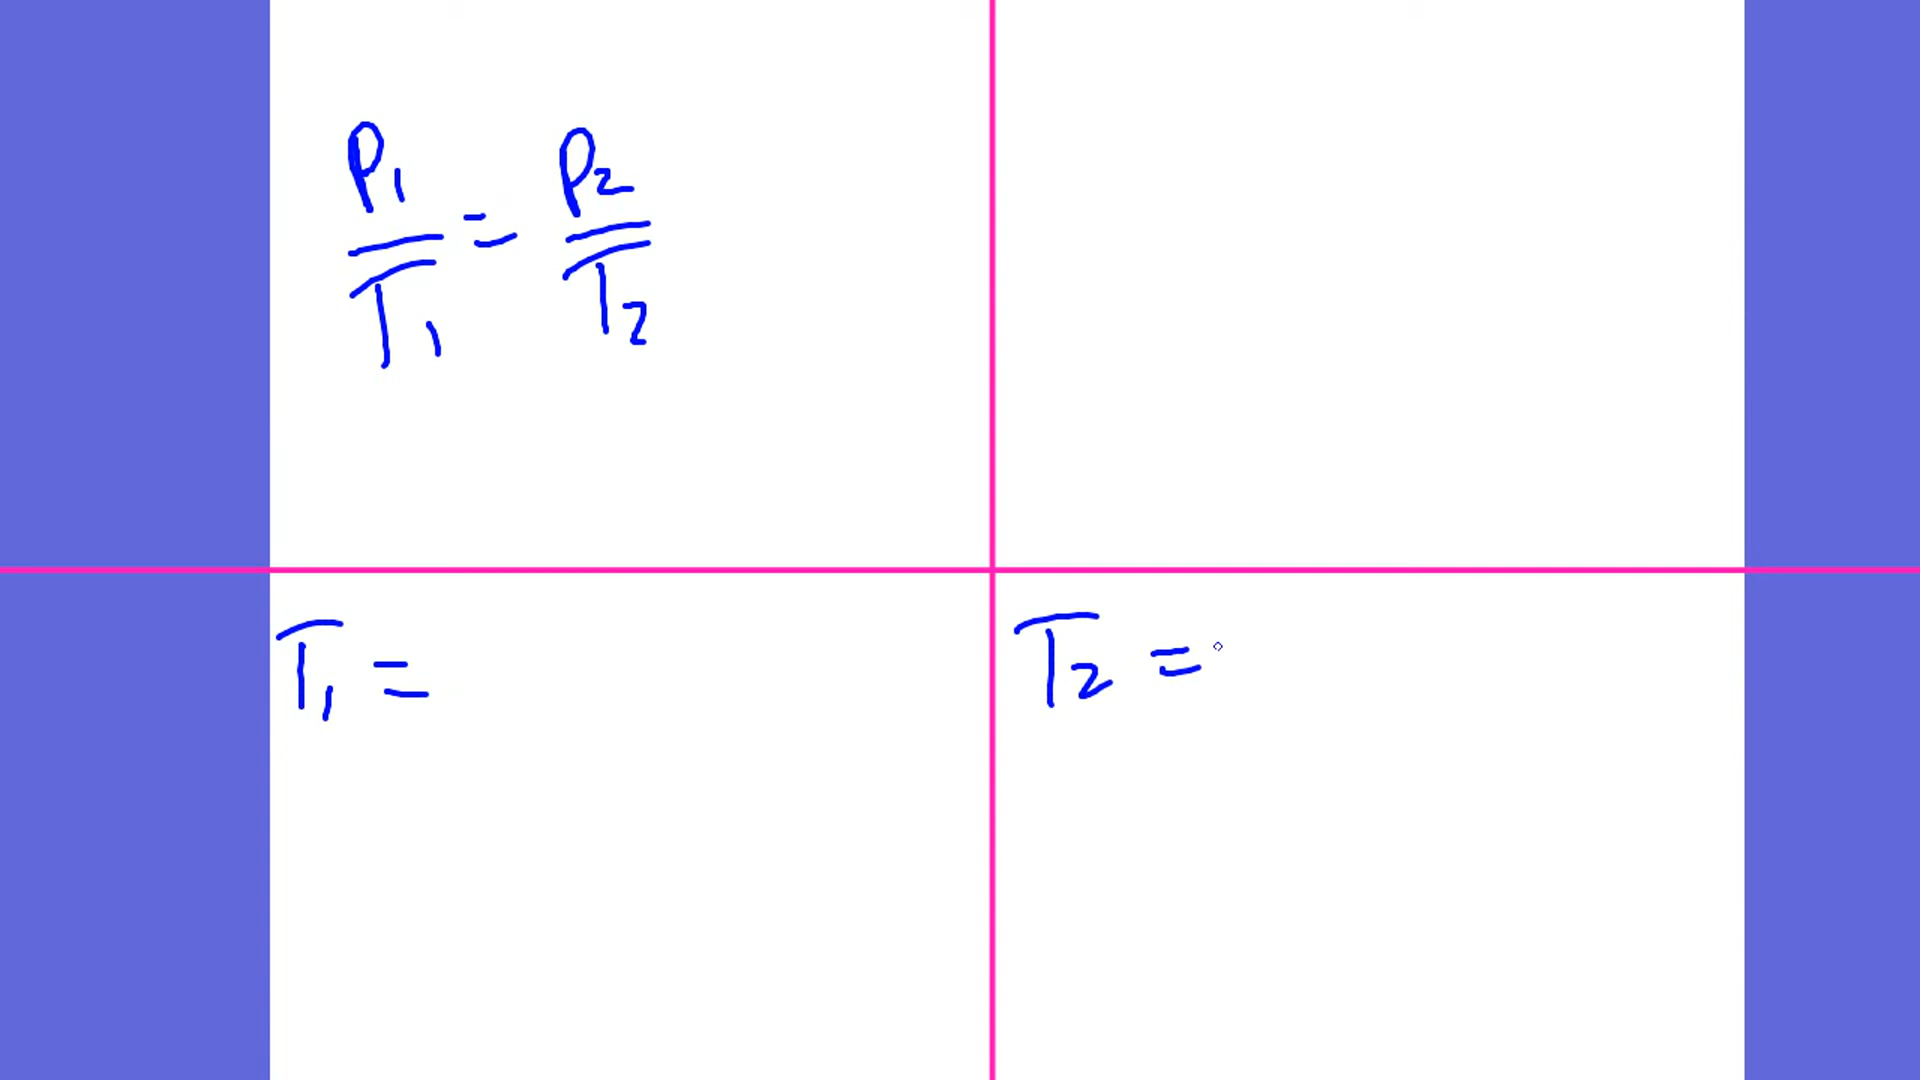 P1/T1 = P2/T2
T1 =
T2 =